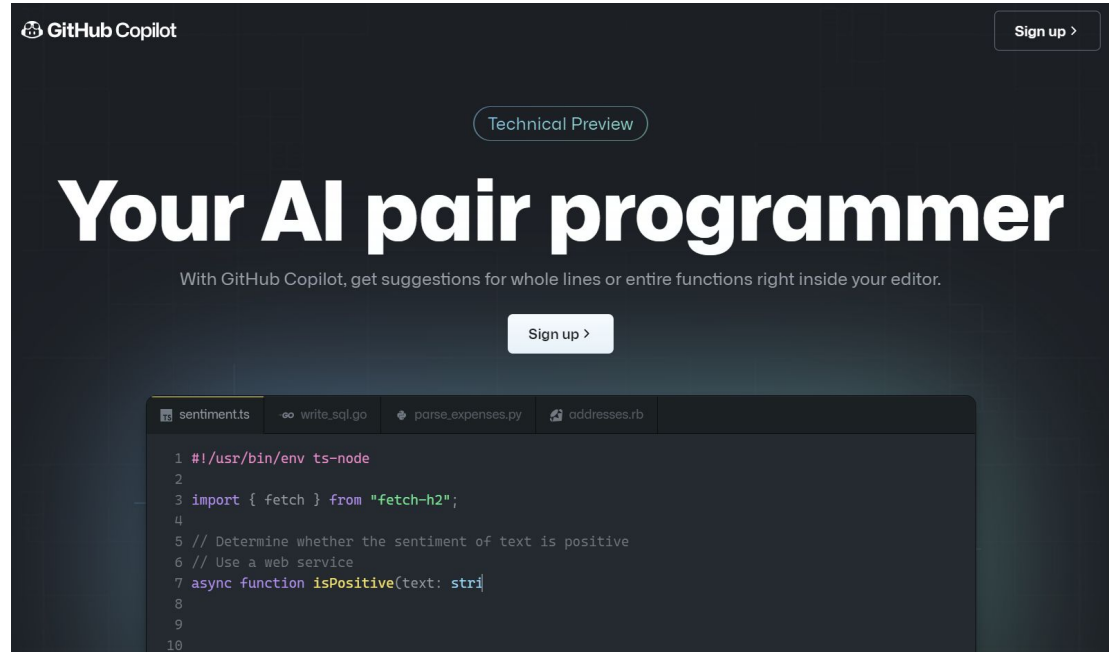 GitHub Copilot
Sign up >
Technical Preview
Your AI pair programmer
With GitHub Copilot, get suggestions for whole lines or entire functions right inside your editor.
Sign up >
TS sentiment.ts GO write_sql.go parse_expenses.py addresses.rb
1 #!/usr/bin/env ts-node
2
3 import { fetch } from "fetch-h2";
4
5 // Determine whether the sentiment of text is positive
6 // Use a web service
7 async function isPositive(text: stri
8
9
10